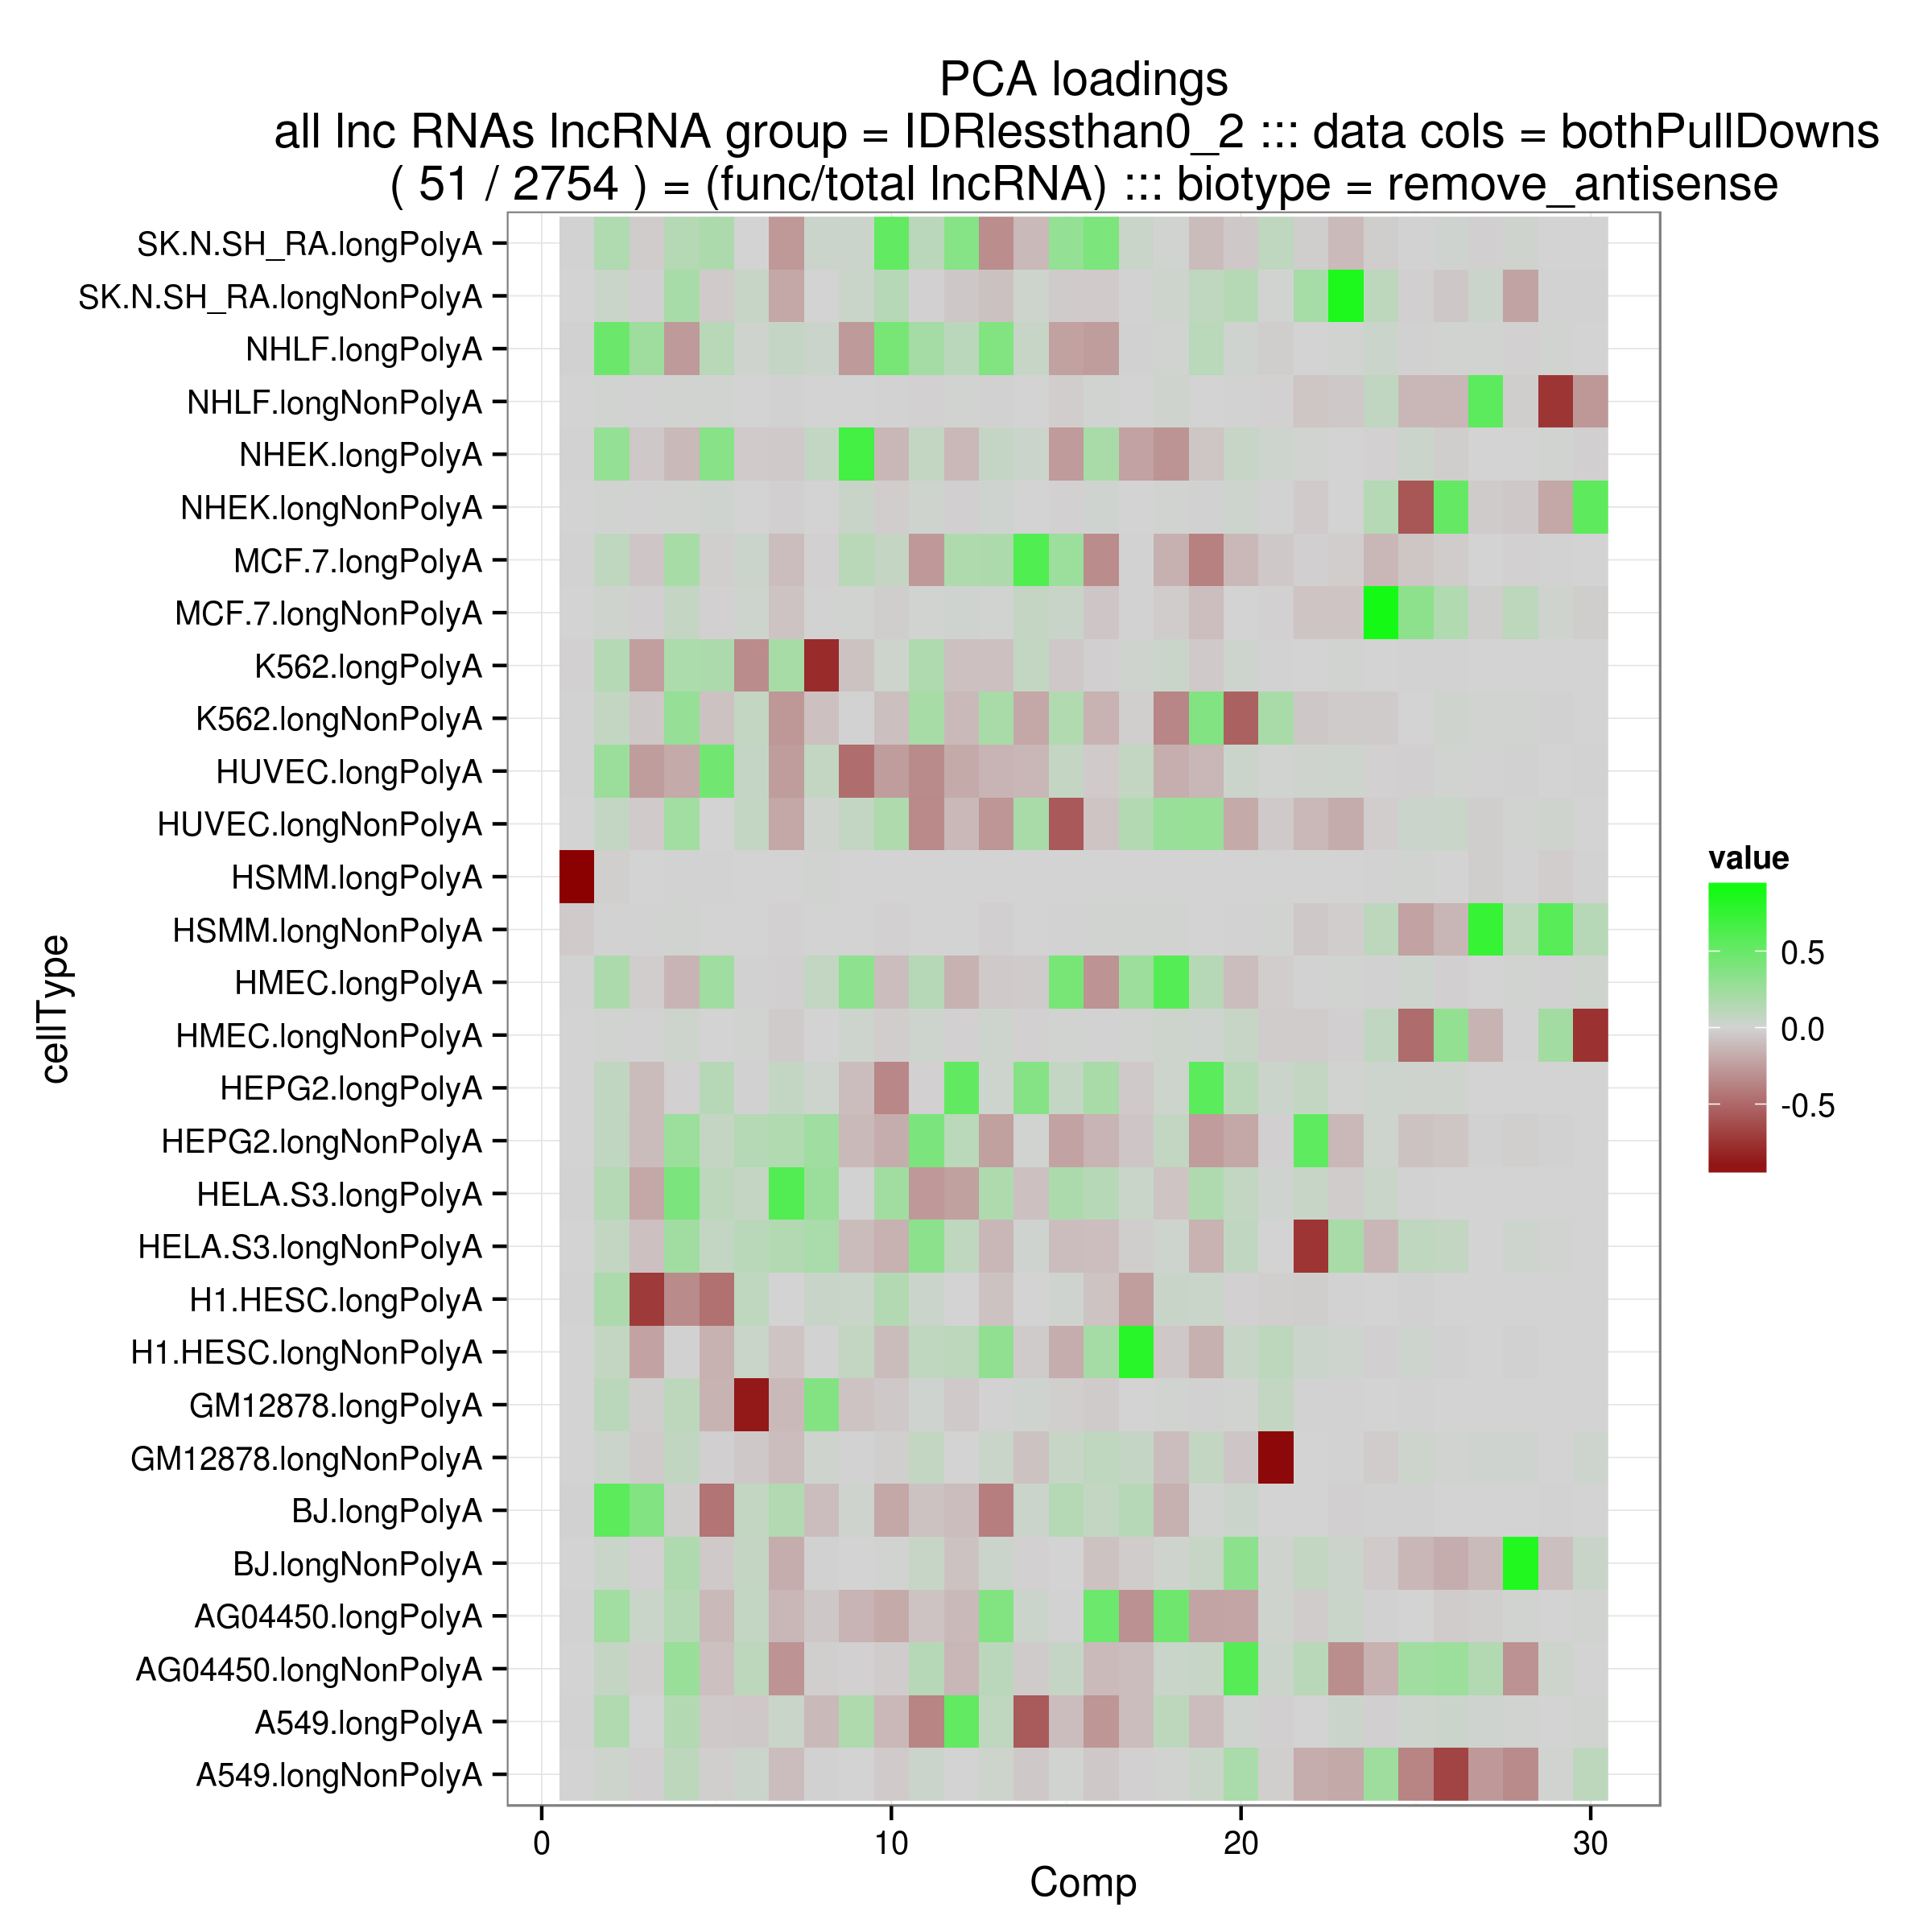 PCA loadings
all lnc RNAs lncRNA group = IDRlessthan0_2 ::: data cols = bothPullDowns
( 51 / 2754 ) = (func/total lncRNA) ::: biotype = remove_antisense
SK.N.SH_RA.longPolyA
SK.N.SH_RA.longNonPolyA
NHLF.longPolyA
NHLF.longNonPolyA
NHEK.longPolyA
NHEK.longNonPolyA
MCF.7.longPolyA
MCF.7.longNonPolyA
K562.longPolyA
K562.longNonPolyA
HUVEC.longPolyA
HUVEC.longNonPolyA
HSMM.longPolyA
HSMM.longNonPolyA
HMEC.longPolyA
HMEC.longNonPolyA
HEPG2.longPolyA
HEPG2.longNonPolyA
HELA.S3.longPolyA
HELA.S3.longNonPolyA
H1.HESC.longPolyA
H1.HESC.longNonPolyA
GM12878.longPolyA
GM12878.longNonPolyA
BJ.longPolyA
BJ.longNonPolyA
AG04450.longPolyA
AG04450.longNonPolyA
A549.longPolyA
A549.longNonPolyA
cellType
0 10 20 30
Comp
value
0.5
0.0
-0.5